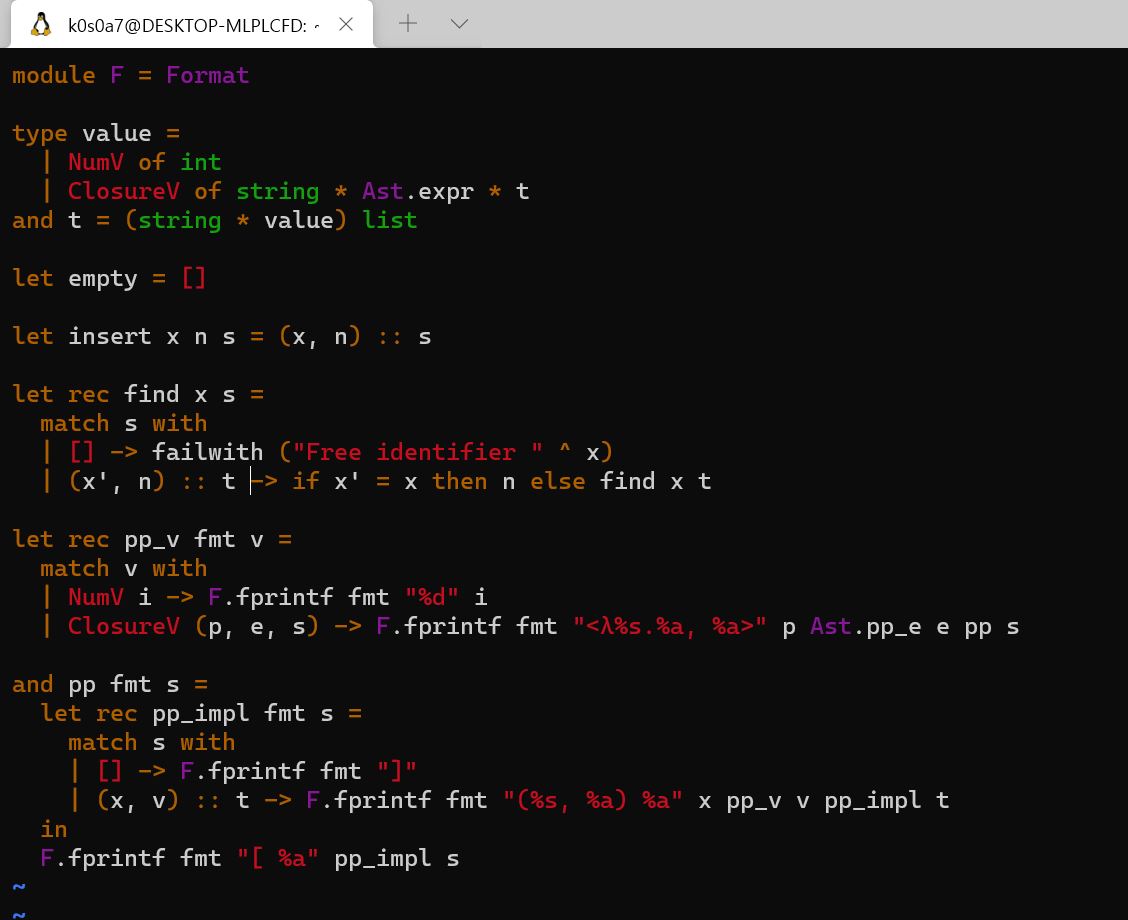 k0s0a7@DESKTOP-MLPLCFD: ~
module F = Format
type value =
  | NumV of int
  | ClosureV of string * Ast.expr * t
and t = (string * value) list
let empty = []
let insert x n s = (x, n) :: s
let rec find x s =
  match s with
  | [] -> failwith ("Free identifier " ^ x)
  | (x', n) :: t -> if x' = x then n else find x t
let rec pp_v fmt v =
  match v with
  | NumV i -> F.fprintf fmt "%d" i
  | ClosureV (p, e, s) -> F.fprintf fmt "<λ%s.%a, %a>" p Ast.pp_e e pp s
and pp fmt s =
  let rec pp_impl fmt s =
    match s with
    | [] -> F.fprintf fmt "]"
    | (x, v) :: t -> F.fprintf fmt "(%s, %a) %a" x pp_v v pp_impl t
  in
  F.fprintf fmt "[ %a" pp_impl s
~
~